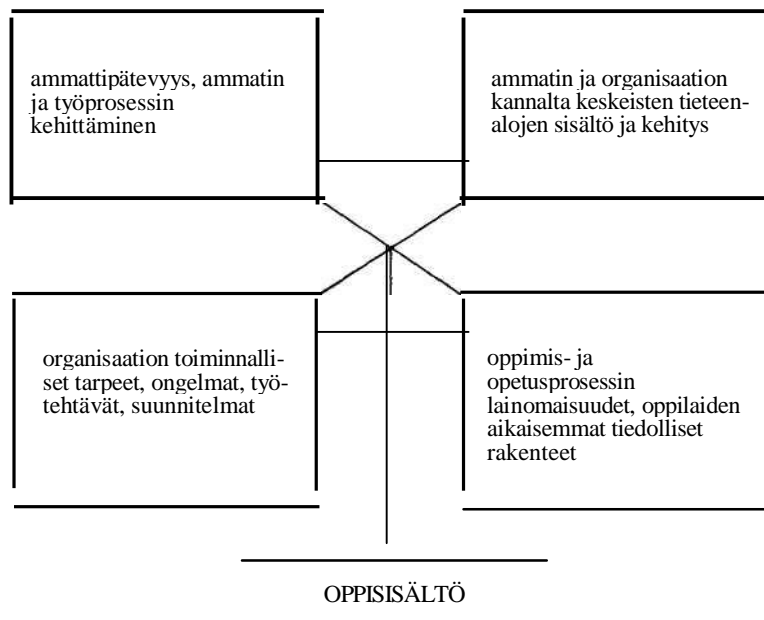 ammattipätevyys, ammatin
ja työprosessin
kehittäminen
ammatin ja organisaation
kannalta keskeisten tieteen-
alojen sisältö ja kehitys
organisaation toiminnalli-
set tarpeet, ongelmat, työ-
tehtävät, suunnitelmat
oppimis- ja
opetusprosessin
lainomaisuudet, oppilaiden
aikaisemmat tiedolliset
rakenteet
OPPISISÄLTÖ